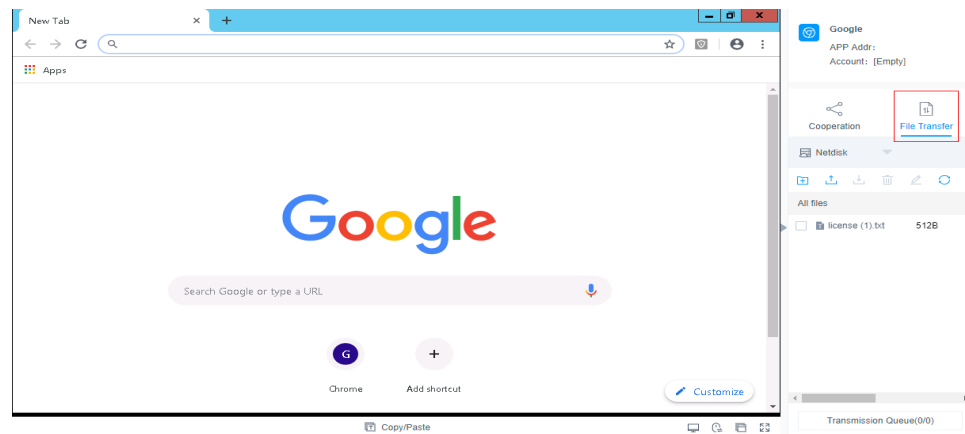 New Tab
Apps
Google
Search Google or type a URL
G
Chrome
Add shortcut
Customize
Copy/Paste
Google
APP Addr:
Account: [Empty]
Cooperation
File Transfer
Netdisk
All files
license (1).txt 512B
Transmission Queue(0/0)